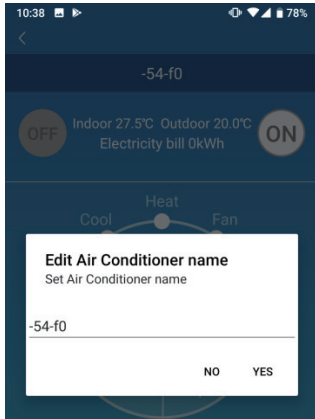 10:38 78%
-54-f0
OFF Indoor 27.5℃ Outdoor 20.0℃ ON
Electricity bill 0kWh
Heat
Cool Fan
Edit Air Conditioner name
Set Air Conditioner name
-54-f0
NO YES